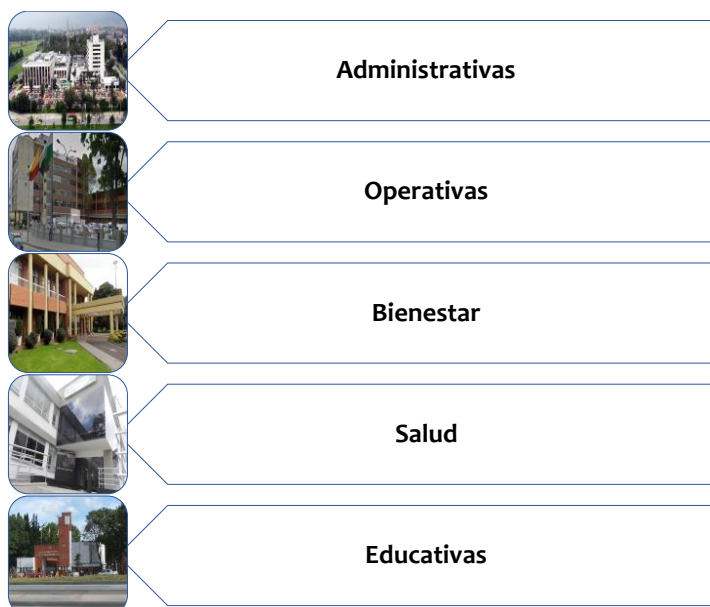 Administrativas
Operativas
Bienestar
Salud
Educativas